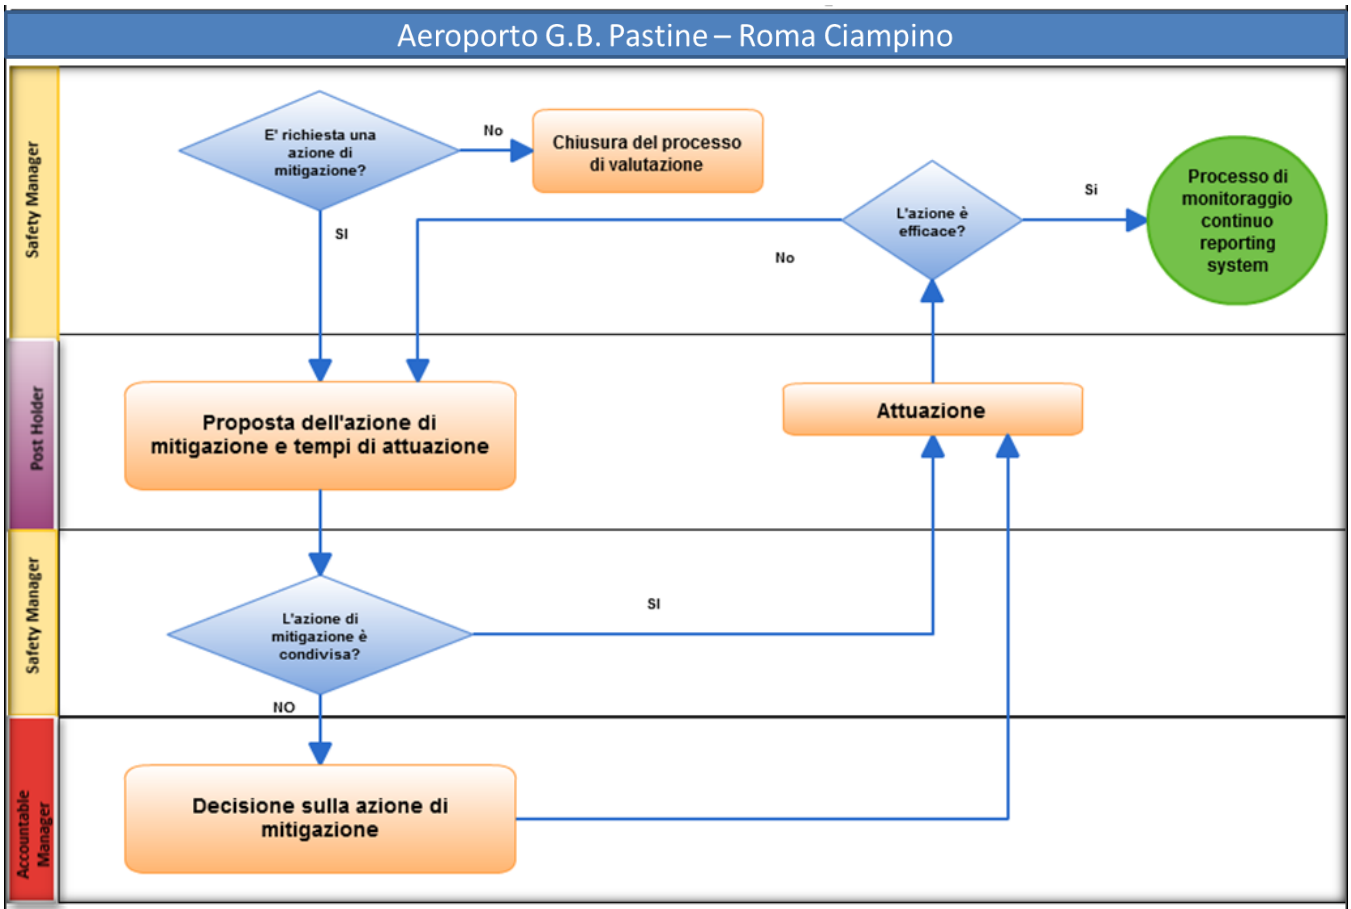 Aeroporto G.B. Pastine – Roma Ciampino
Safety Manager
E' richiesta una
azione di
mitigazione?
No
Chiusura del processo
di valutazione
SI
L'azione è
efficace?
No
Si
Processo di
monitoraggio
continuo
reporting
system
Post Holder
Proposta dell'azione di
mitigazione e tempi di attuazione
Attuazione
Safety Manager
L'azione di
mitigazione è
condivisa?
SI
NO
Accountable
Manager
Decisione sulla azione di
mitigazione